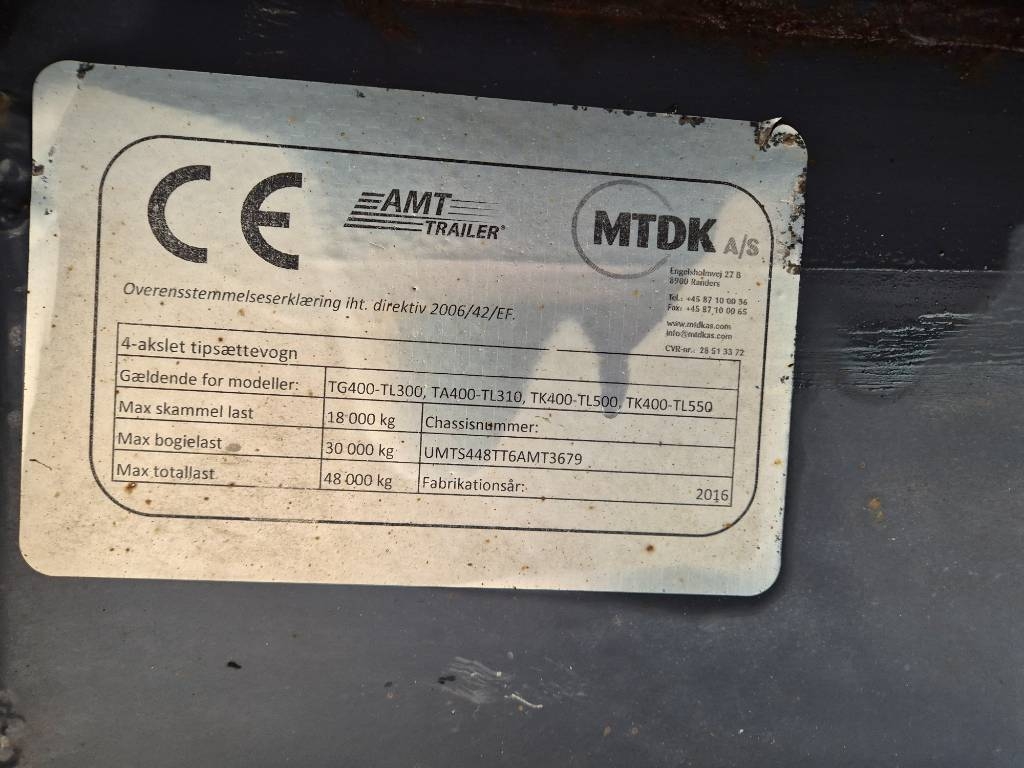 CE
AMT
TRAILER®
MTDK A/S
Engelsholmvej 27 B
8900 Randers
Tel.: +45 87 10 00 36
Fax: +45 87 10 00 65
www.mtdkas.com
info@mtdkas.com
CVR-nr.: 28 51 33 72
Overensstemmelseserklæring iht. direktiv 2006/42/EF.
4-akslet tipsættevogn
Gældende for modeller: TG400-TL300, TA400-TL310, TK400-TL500, TK400-TL550
Max skammel last 18 000 kg Chassisnummer:
Max bogielast 30 000 kg UMTS448TT6AMT3679
Max totallast 48 000 kg Fabrikationsår: 2016